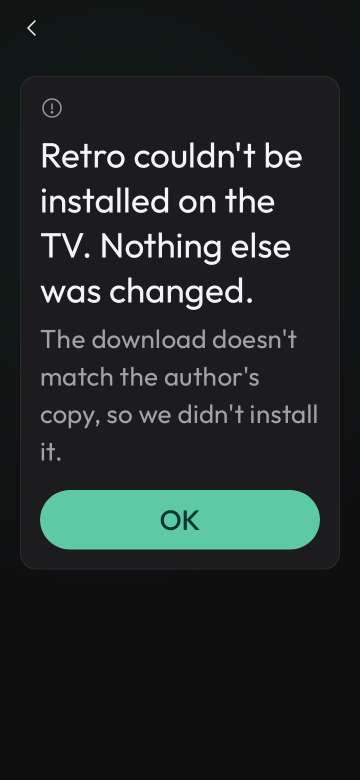 Retro couldn't be
installed on the
TV. Nothing else
was changed.
The download doesn't
match the author's
copy, so we didn't install
it.
OK